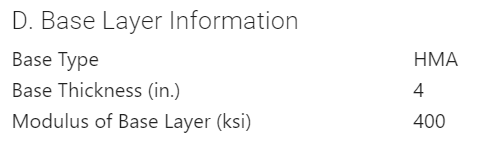 D. Base Layer Information
Base Type HMA
Base Thickness (in.) 4
Modulus of Base Layer (ksi) 400